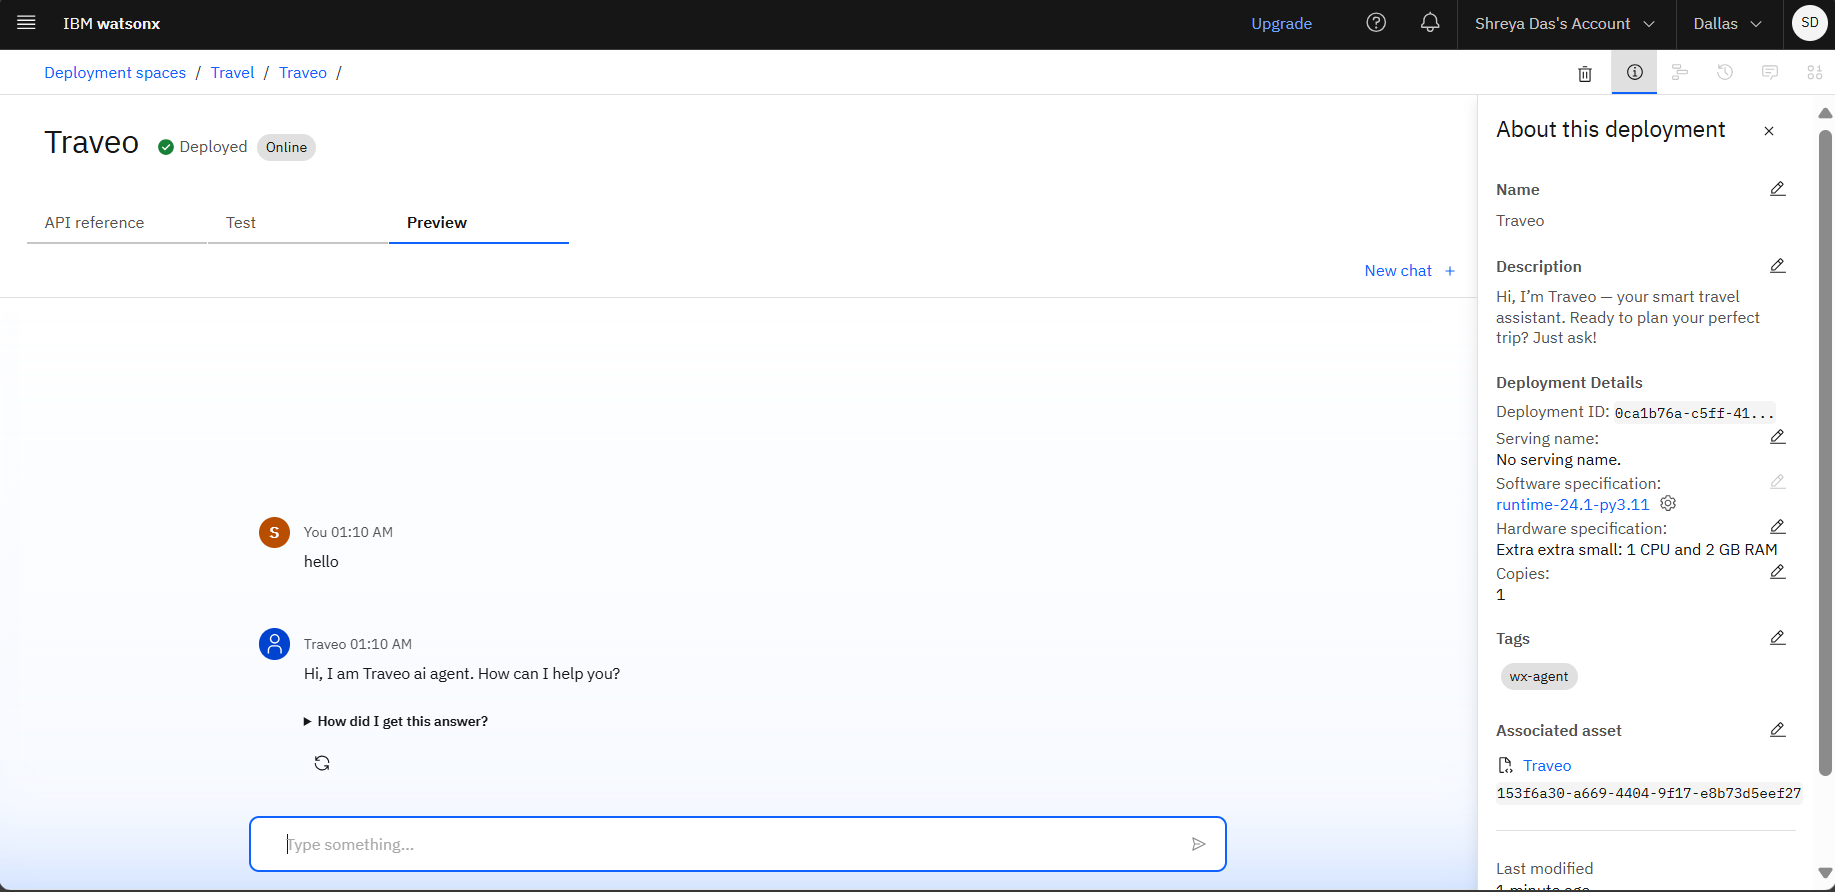 IBM watsonx
Upgrade
Shreya Das's Account
Dallas
SD
Deployment spaces / Travel / Traveo /
Traveo
Deployed
Online
API reference
Test
Preview
New chat +
S
You 01:10 AM
hello
Traveo 01:10 AM
Hi, I am Traveo ai agent. How can I help you?
How did I get this answer?
Type something...
About this deployment
Name
Traveo
Description
Hi, I’m Traveo — your smart travel
assistant. Ready to plan your perfect
trip? Just ask!
Deployment Details
Deployment ID: 0ca1b76a-c5ff-41...
Serving name:
No serving name.
Software specification:
runtime-24.1-py3.11
Hardware specification:
Extra extra small: 1 CPU and 2 GB RAM
Copies:
1
Tags
wx-agent
Associated asset
Traveo
153f6a30-a669-4404-9f17-e8b73d5eef27
Last modified
1 minute ago